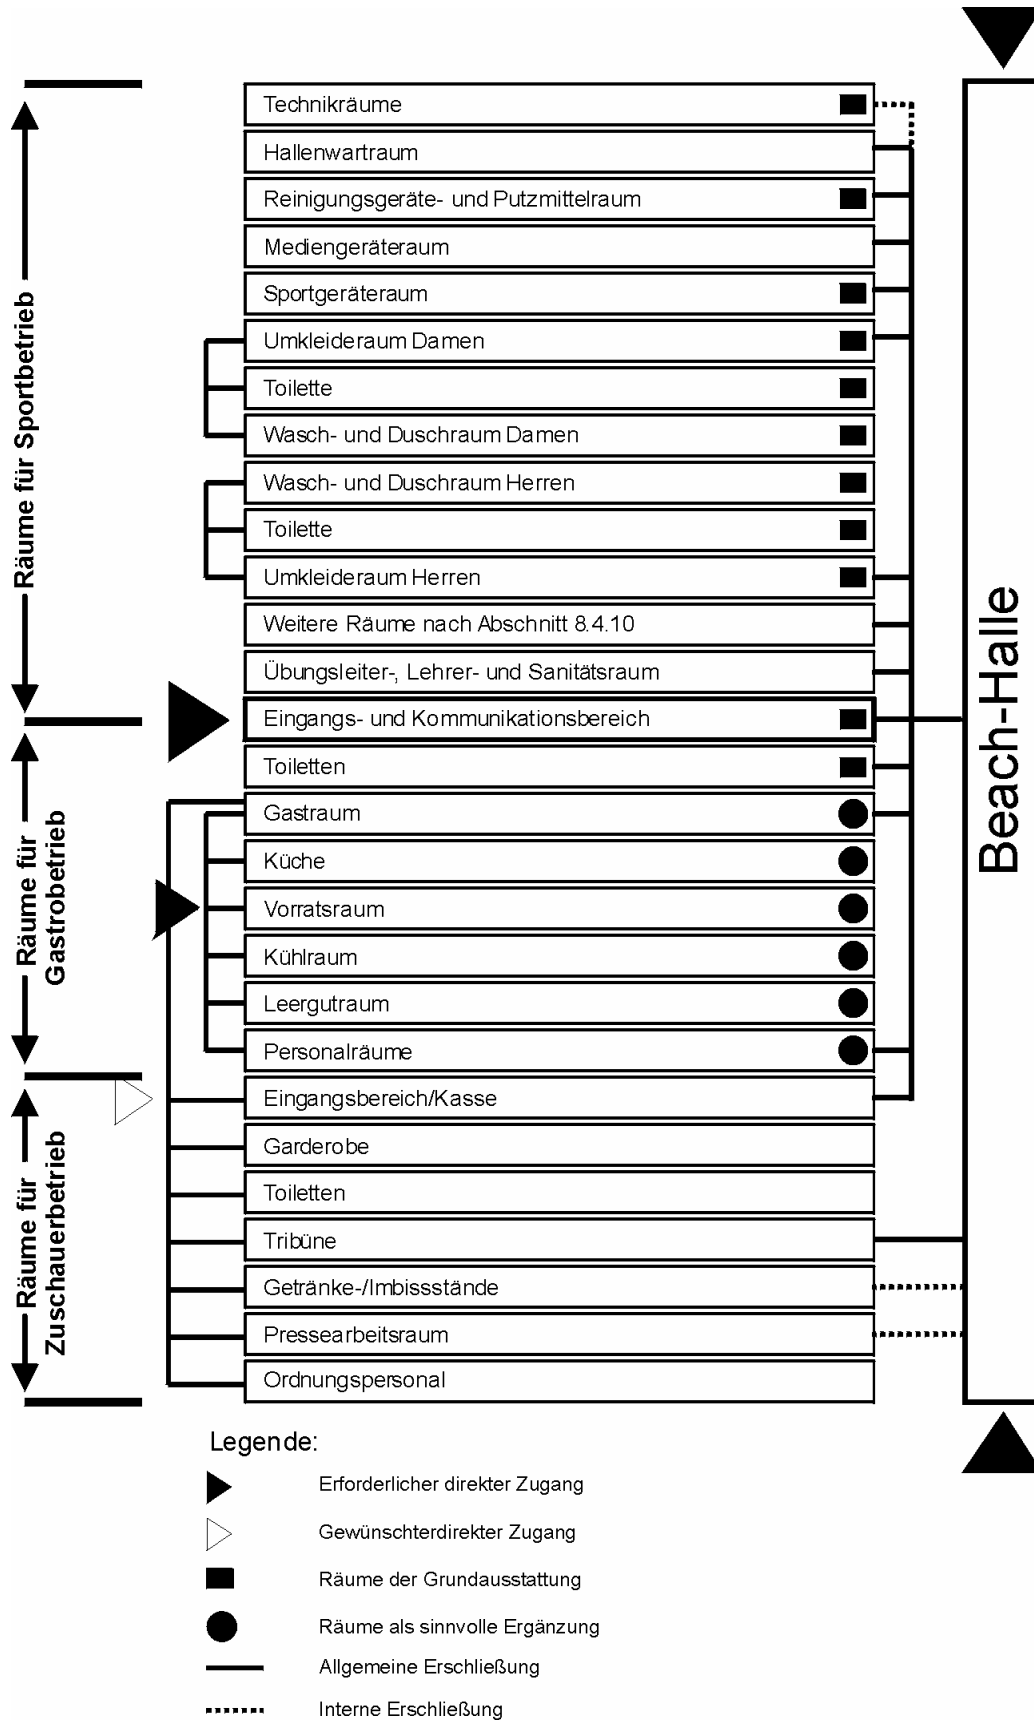 Technikräume
Hallenwartraum
Reinigungsgeräte- und Putzmittelraum
Mediengeräteraum
Sportgeräteraum
Umkleideraum Damen
Toilette
Wasch- und Duschraum Damen
Wasch- und Duschraum Herren
Toilette
Umkleideraum Herren
Weitere Räume nach Abschnitt 8.4.10
Übungsleiter-, Lehrer- und Sanitätsraum
Eingangs- und Kommunikationsbereich
Toiletten
Gastraum
Küche
Vorratsraum
Kühlraum
Leergutraum
Personalräume
Eingangsbereich/Kasse
Garderobe
Toiletten
Tribüne
Getränke-/Imbissstände
Pressearbeitsraum
Ordnungspersonal
Räume für Sportbetrieb
Räume für
Gastrobetrieb
Räume für
Zuschauerbetrieb
Beach-Halle
Legende:
Erforderlicher direkter Zugang
Gewünschterdirekter Zugang
Räume der Grundausstattung
Räume als sinnvolle Ergänzung
Allgemeine Erschließung
Interne Erschließung